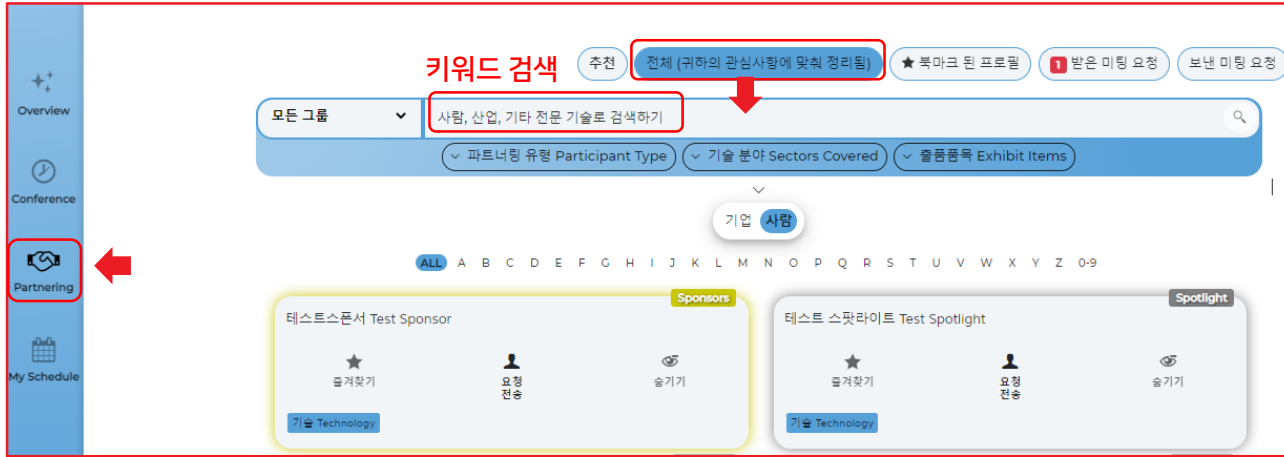 Overview
Conference
Partnering
My Schedule
키워드 검색
추천
전체 (귀하의 관심사항에 맞춰 정리됨)
★ 북마크 된 프로필
1 받은 미팅 요청
보낸 미팅 요청
모든 그룹
사람, 산업, 기타 전문 기술로 검색하기
파트너링 유형 Participant Type
기술 분야 Sectors Covered
출품품목 Exhibit Items
기업 사람
ALL A B C D E F G H I J K L M N O P Q R S T U V W X Y Z 0-9
Sponsors
테스트스폰서 Test Sponsor
즐겨찾기
요청
전송
숨기기
기술 Technology
Spotlight
테스트 스팟라이트 Test Spotlight
즐겨찾기
요청
전송
숨기기
기술 Technology